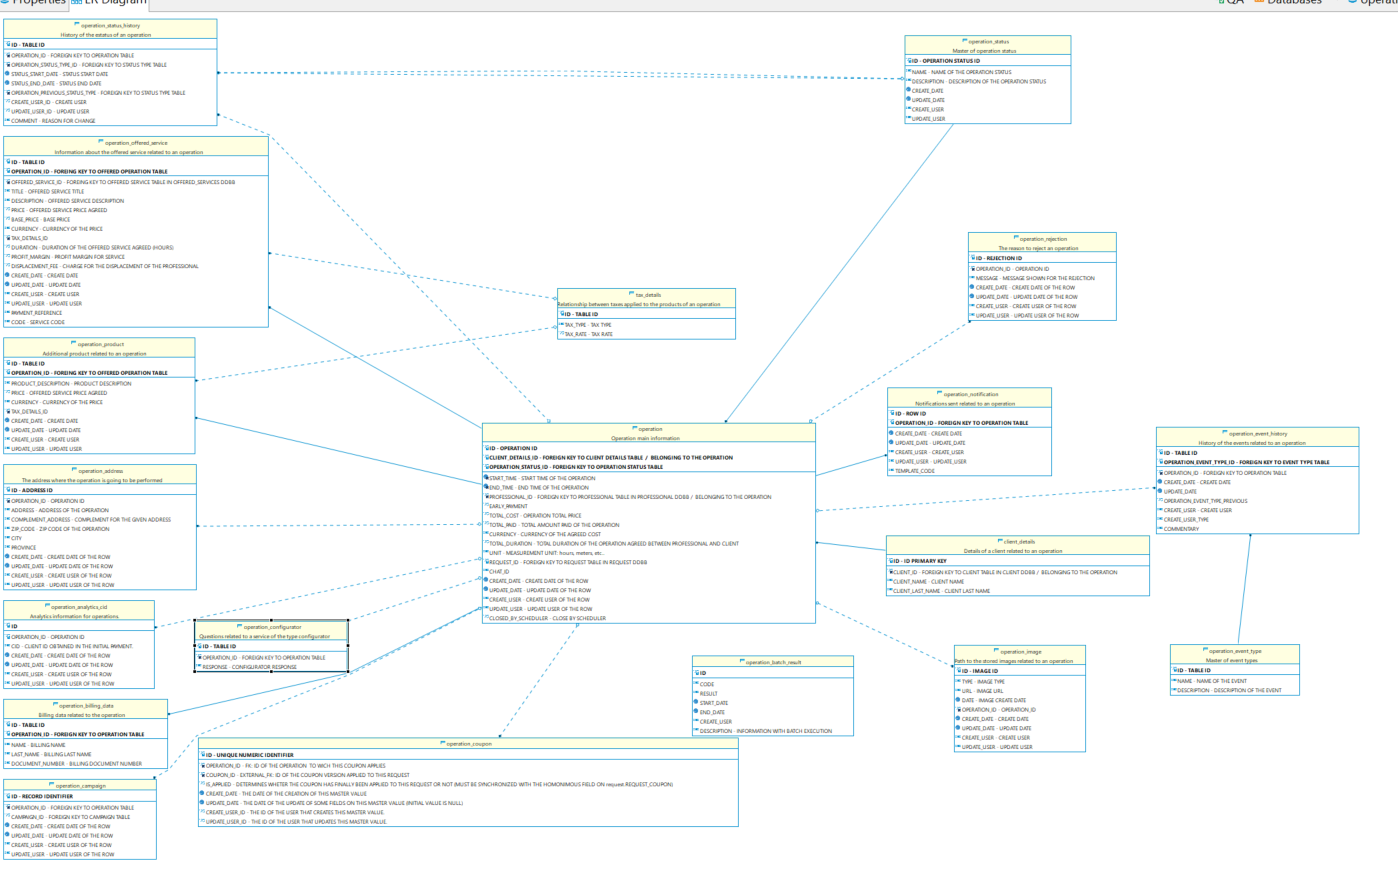 Properties
ER Diagram
QA
Databases
operation_status_history
History of the estatus of an operation
ID - TABLE ID
OPERATION_ID - FOREIGN KEY TO OPERATION TABLE
OPERATION_STATUS_TYPE_ID - FOREIGN KEY TO STATUS TYPE TABLE
STATUS_START_DATE - STATUS START DATE
STATUS_END_DATE - STATUS END DATE
OPERATION_PREVIOUS_STATUS_TYPE - FOREIGN KEY TO STATUS TYPE TABLE
CREATE_USER_ID - CREATE USER
UPDATE_USER_ID - UPDATE USER
COMMENT - REASON FOR CHANGE
operation_status
Master of operation status
ID - OPERATION STATUS ID
NAME - NAME OF THE OPERATION STATUS
DESCRIPTION - DESCRIPTION OF THE OPERATION STATUS
CREATE_DATE
UPDATE_DATE
CREATE_USER
UPDATE_USER
operation_offered_service
Information about the offered service related to an operation
ID - TABLE ID
OPERATION_ID - FOREING KEY TO OFFERED OPERATION TABLE
OFFERED_SERVICE_ID - FOREING KEY TO OFFERED SERVICE TABLE IN OFFERED_SERVICES DDBB
TITLE - OFFERED SERVICE TITLE
DESCRIPTION - OFFERED SERVICE DESCRIPTION
PRICE - OFFERED SERVICE PRICE AGREED
BASE_PRICE - BASE PRICE
CURRENCY - CURRENCY OF THE PRICE
TAX_DETAILS_ID
DURATION - DURATION OF THE OFFERED SERVICE AGREED (HOURS)
PROFIT_MARGIN - PROFIT MARGIN FOR SERVICE
DISPLACEMENT_FEE - CHARGE FOR THE DISPLACEMENT OF THE PROFESSIONAL
CREATE_DATE - CREATE DATE
UPDATE_DATE - UPDATE DATE
CREATE_USER - CREATE USER
UPDATE_USER - UPDATE USER
PAYMENT_REFERENCE
CODE - SERVICE CODE
operation_rejection
The reason to reject an operation
ID - REJECTION ID
OPERATION_ID - OPERATION ID
MESSAGE - MESSAGE SHOWN FOR THE REJECTION
CREATE_DATE - CREATE DATE OF THE ROW
UPDATE_DATE - UPDATE DATE OF THE ROW
CREATE_USER - CREATE USER OF THE ROW
UPDATE_USER - UPDATE USER OF THE ROW
tax_details
Relationship between taxes applied to the products of an operation
ID - TABLE ID
TAX_TYPE - TAX TYPE
TAX_RATE - TAX RATE
operation_product
Additional product related to an operation
ID - TABLE ID
OPERATION_ID - FOREING KEY TO OFFERED OPERATION TABLE
PRODUCT_DESCRIPTION - PRODUCT DESCRIPTION
PRICE - OFFERED SERVICE PRICE AGREED
CURRENCY - CURRENCY OF THE PRICE
TAX_DETAILS_ID
CREATE_DATE - CREATE DATE
UPDATE_DATE - UPDATE DATE
CREATE_USER - CREATE USER
UPDATE_USER - UPDATE USER
operation_notification
Notifications sent related to an operation
ID - ROW ID
OPERATION_ID - FOREIGN KEY TO OPERATION TABLE
CREATE_DATE - CREATE DATE
UPDATE_DATE - UPDATE_DATE
CREATE_USER - CREATE_USER
UPDATE_USER - UPDATE_USER
TEMPLATE_CODE
operation
Operation main information
ID - OPERATION ID
CLIENT_DETAILS_ID - FOREIGN KEY TO CLIENT DETAILS TABLE / BELONGING TO THE OPERATION
OPERATION_STATUS_ID - FOREIGN KEY TO OPERATION STATUS TABLE
START_TIME - START TIME OF THE OPERATION
END_TIME - END TIME OF THE OPERATION
PROFESSIONAL_ID - FOREIGN KEY TO PROFESSIONAL TABLE IN PROFESSIONAL DDBB / BELONGING TO THE OPERATION
EARLY_PAYMENT
TOTAL_COST - OPERATION TOTAL PRICE
TOTAL_PAID - TOTAL AMOUNT PAID OF THE OPERATION
CURRENCY - CURRENCY OF THE AGREED COST
TOTAL_DURATION - TOTAL DURATION OF THE OPERATION AGREED BETWEEN PROFESSIONAL AND CLIENT
UNIT - MEASUREMENT UNIT: hours, meters, etc..
REQUEST_ID - FOREIGN KEY TO REQUEST TABLE IN REQUEST DDBB
CHAT_ID
CREATE_DATE - CREATE DATE OF THE ROW
UPDATE_DATE - UPDATE DATE OF THE ROW
CREATE_USER - CREATE USER OF THE ROW
UPDATE_USER - UPDATE USER OF THE ROW
CLOSED_BY_SCHEDULER - CLOSE BY SCHEDULER
operation_event_history
History of the events related to an operation
ID - TABLE ID
OPERATION_EVENT_TYPE_ID - FOREIGN KEY TO EVENT TYPE TABLE
OPERATION_ID - FOREIGN KEY TO OPERATION TABLE
CREATE_DATE - CREATE DATE
UPDATE_DATE
OPERATION_EVENT_TYPE_PREVIOUS
CREATE_USER - CREATE USER
CREATE_USER_TYPE
COMMENTARY
operation_address
The address where the operation is going to be performed
ID - ADDRESS ID
OPERATION_ID - OPERATION ID
ADDRESS - ADDRESS OF THE OPERATION
COMPLEMENT_ADDRESS - COMPLEMENT FOR THE GIVEN ADDRESS
ZIP_CODE - ZIP CODE OF THE OPERATION
CITY
PROVINCE
CREATE_DATE - CREATE DATE OF THE ROW
UPDATE_DATE - UPDATE DATE OF THE ROW
CREATE_USER - CREATE USER OF THE ROW
UPDATE_USER - UPDATE USER OF THE ROW
client_details
Details of a client related to an operation
ID - ID PRIMARY KEY
CLIENT_ID - FOREIGN KEY TO CLIENT TABLE IN CLIENT DDBB / BELONGING TO THE OPERATION
CLIENT_NAME - CLIENT NAME
CLIENT_LAST_NAME - CLIENT LAST NAME
operation_analytics_cid
Analytics information for operations
ID
OPERATION_ID - OPERATION ID
CID - CLIENT ID OBTAINED IN THE INITIAL PAYMENT.
CREATE_DATE - CREATE DATE OF THE ROW
UPDATE_DATE - UPDATE DATE OF THE ROW
CREATE_USER - CREATE USER OF THE ROW
UPDATE_USER - UPDATE USER OF THE ROW
operation_configurator
Questions related to a service of the type configurator
ID - TABLE ID
OPERATION_ID - FOREIGN KEY TO OPERATION TABLE
RESPONSE - CONFIGURATOR RESPONSE
operation_batch_result
ID
CODE
RESULT
START_DATE
END_DATE
CREATE_USER
DESCRIPTION - INFORMATION WITH BATCH EXECUTION
operation_image
Path to the stored images related to an operation
ID - IMAGE ID
TYPE - IMAGE TYPE
URL - IMAGE URL
DATE - IMAGE CREATE DATE
OPERATION_ID - OPERATION_ID
CREATE_DATE - CREATE DATE
UPDATE_DATE - UPDATE DATE
CREATE_USER - CREATE USER
UPDATE_USER - UPDATE USER
operation_event_type
Master of event types
ID - TABLE ID
NAME - NAME OF THE EVENT
DESCRIPTION - DESCRIPTION OF THE EVENT
operation_billing_data
Billing data related to the operation
ID - TABLE ID
OPERATION_ID - FOREIGN KEY TO OPERATION TABLE
NAME - BILLING NAME
LAST_NAME - BILLING LAST NAME
DOCUMENT_NUMBER - BILLING DOCUMENT NUMBER
operation_coupon
ID - UNIQUE NUMERIC IDENTIFIER
OPERATION_ID - FK: ID OF THE OPERATION TO WICH THIS COUPON APPLIES
COUPON_ID - EXTERNAL_FK: ID OF THE COUPON VERSION APPLIED TO THIS REQUEST
IS_APPLIED - DETERMINES WHETER THE COUPON HAS FINALLY BEEN APPLIED TO THIS REQUEST OR NOT (MUST BE SYNCHRONIZED WITH THE HOMONIMOUS FIELD ON request.REQUEST_COUPON)
CREATE_DATE - THE DATE OF THE CREATION OF THIS MASTER VALUE
UPDATE_DATE - THE DATE OF THE UPDATE OF SOME FIELDS ON THIS MASTER VALUE (INITIAL VALUE IS NULL)
CREATE_USER_ID - THE ID OF THE USER THAT CREATES THIS MASTER VALUE.
UPDATE_USER_ID - THE ID OF THE USER THAT UPDATES THIS MASTER VALUE.
operation_campaign
ID - RECORD IDENTIFIER
OPERATION_ID - FOREIGN KEY TO OPERATION TABLE
CAMPAIGN_ID - FOREIGN KEY TO CAMPAIGN TABLE
CREATE_DATE - CREATE DATE OF THE ROW
UPDATE_DATE - UPDATE DATE OF THE ROW
CREATE_USER - CREATE USER OF THE ROW
UPDATE_USER - UPDATE USER OF THE ROW